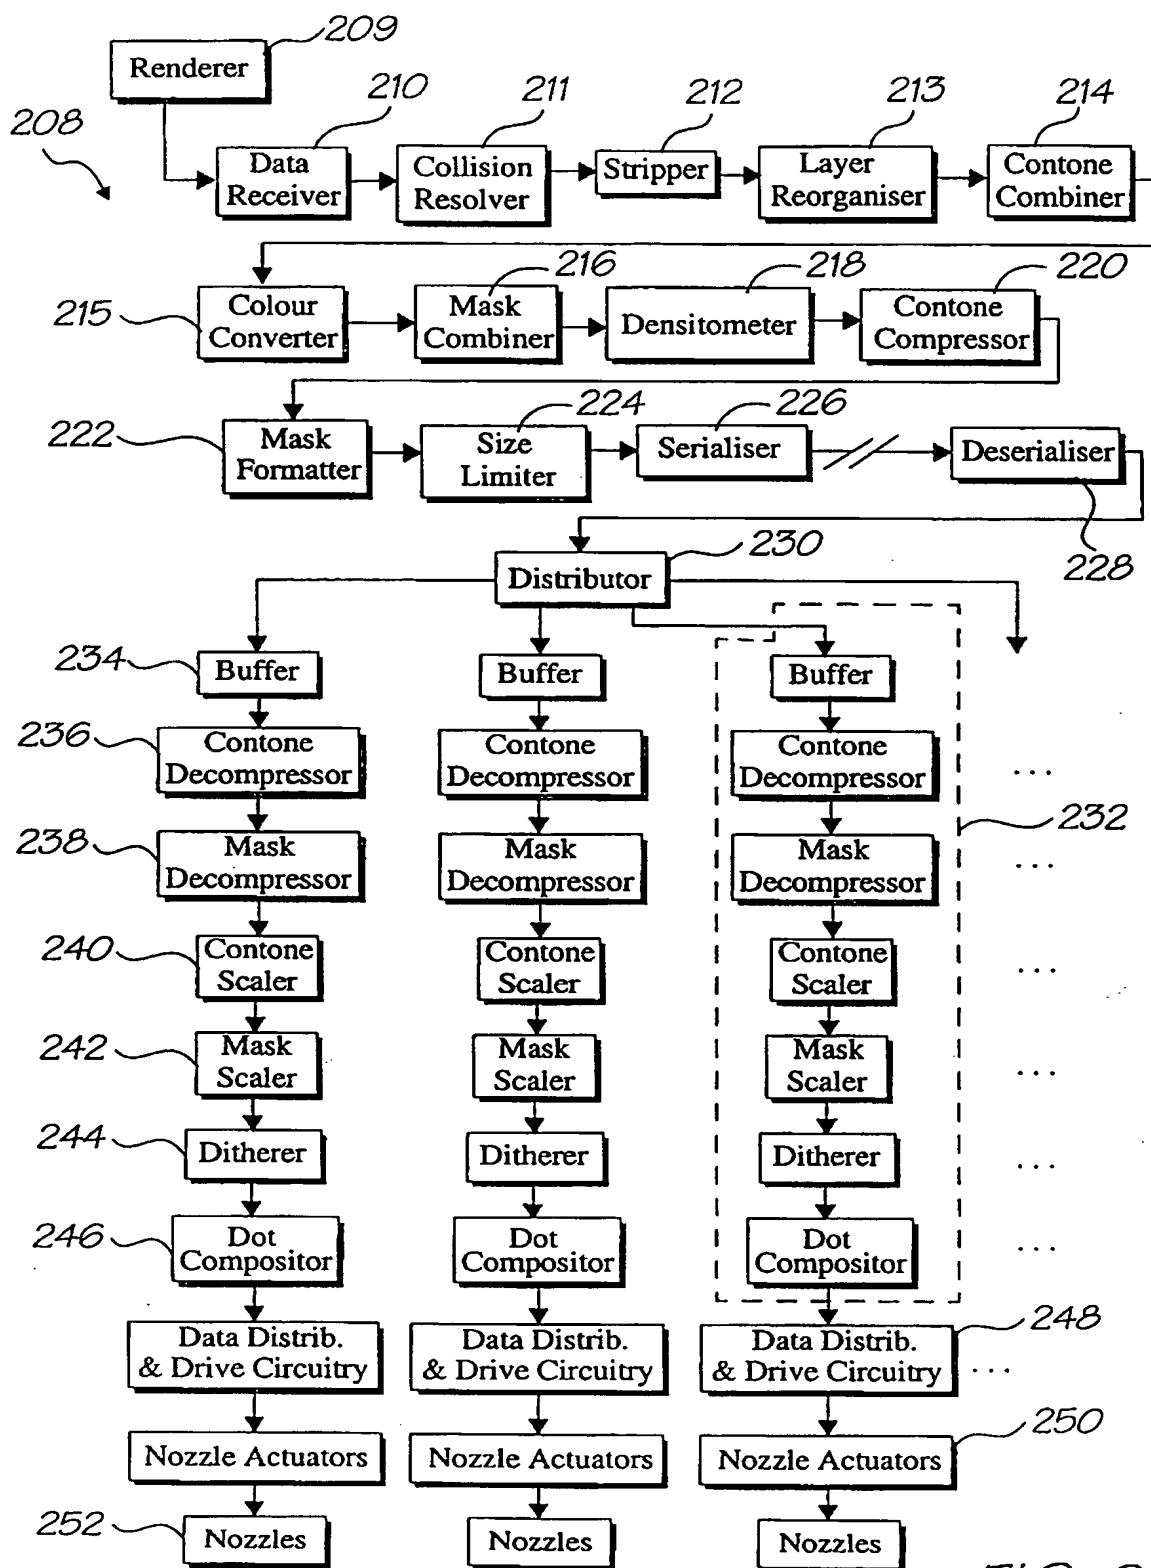 209
Renderer
208
210
211
212
213
214
Data
Receiver
Collision
Resolver
Stripper
Layer
Reorganiser
Contone
Combiner
215
Colour
Converter
216
Mask
Combiner
218
Densitometer
220
Contone
Compressor
222
Mask
Formatter
224
Size
Limiter
226
Serialiser
Deserialiser
228
230
Distributor
234
Buffer
Buffer
Buffer
236
Contone
Decompressor
Contone
Decompressor
Contone
Decompressor
...
232
238
Mask
Decompressor
Mask
Decompressor
Mask
Decompressor
...
240
Contone
Scaler
Contone
Scaler
Contone
Scaler
...
242
Mask
Scaler
Mask
Scaler
Mask
Scaler
...
244
Ditherer
Ditherer
Ditherer
...
246
Dot
Compositor
Dot
Compositor
Dot
Compositor
...
Data Distrib.
& Drive Circuitry
Data Distrib.
& Drive Circuitry
Data Distrib.
& Drive Circuitry
248
...
Nozzle Actuators
Nozzle Actuators
Nozzle Actuators
250
252
Nozzles
Nozzles
Nozzles